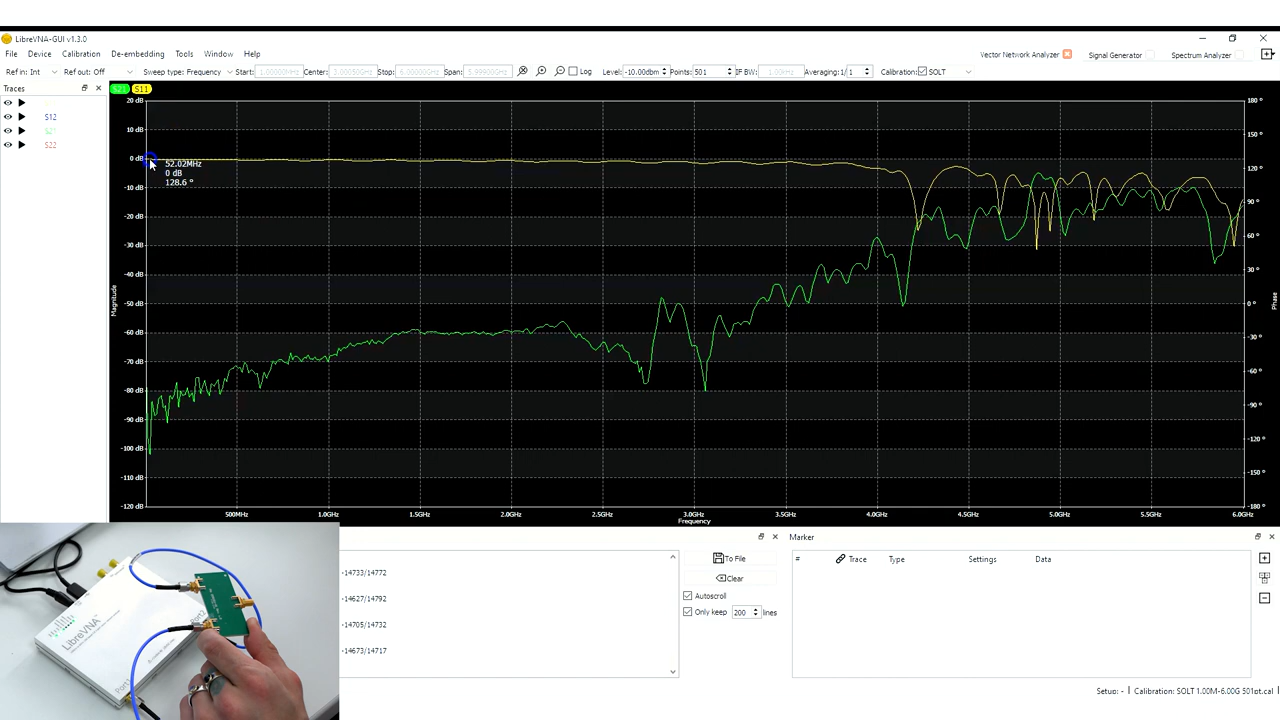 LibreVNA-GUI v1.3.0
File Device Calibration De-embedding Tools Window Help
Vector Network Analyzer Signal Generator Spectrum Analyzer
Ref in: Int Ref out: Off Sweep type: Frequency Start: Center: Stop: Span: Log Level: -10.00dbm Points: 501 IF BW: Averaging: 1/ 1 Calibration: SOLT
Traces
S12
S21
S22
S21 S11
20 dB
10 dB
0 dB
-10 dB
-20 dB
-30 dB
-40 dB
-50 dB
-60 dB
-70 dB
-80 dB
-90 dB
-100 dB
-110 dB
-120 dB
Magnitude
52.02MHz
0 dB
128.6 °
180 °
150 °
120 °
90 °
60 °
30 °
0 °
-30 °
-60 °
-90 °
-120 °
-150 °
-180 °
Phase
500MHz 1.0GHz 1.5GHz 2.0GHz 2.5GHz 3.0GHz 3.5GHz 4.0GHz 4.5GHz 5.0GHz 5.5GHz 6.0GHz
Frequency
-14733/14772
-14627/14792
-14705/14732
-14673/14717
To File
Clear
Autoscroll
Only keep 200 lines
Marker
# Trace Type Settings Data
LibreVNA
Port1
Port2
Setup: - | Calibration: SOLT 1.00M-6.00G 501pt.cal